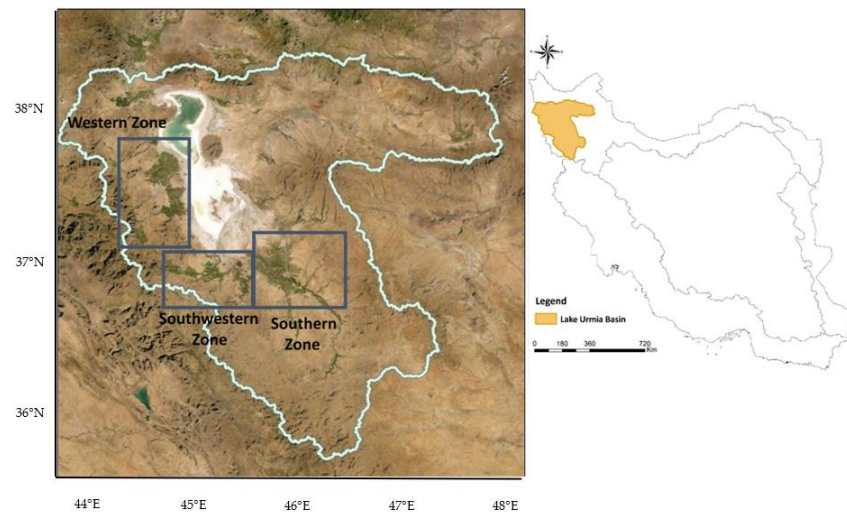 38°N
Western Zone
37°N
Southwestern
Zone
Southern
Zone
36°N
44°E
45°E
46°E
47°E
48°E
Legend
Lake Urmia Basin
0 180 360 720
Km